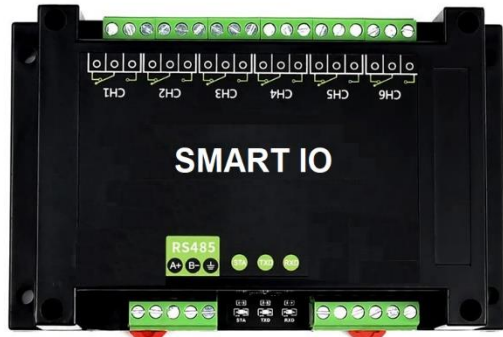 CH1 CH2 CH3 CH4 CH5 CH6
SMART IO
RS485
A+ B-
STA TXD RXD
STA TXD RXD